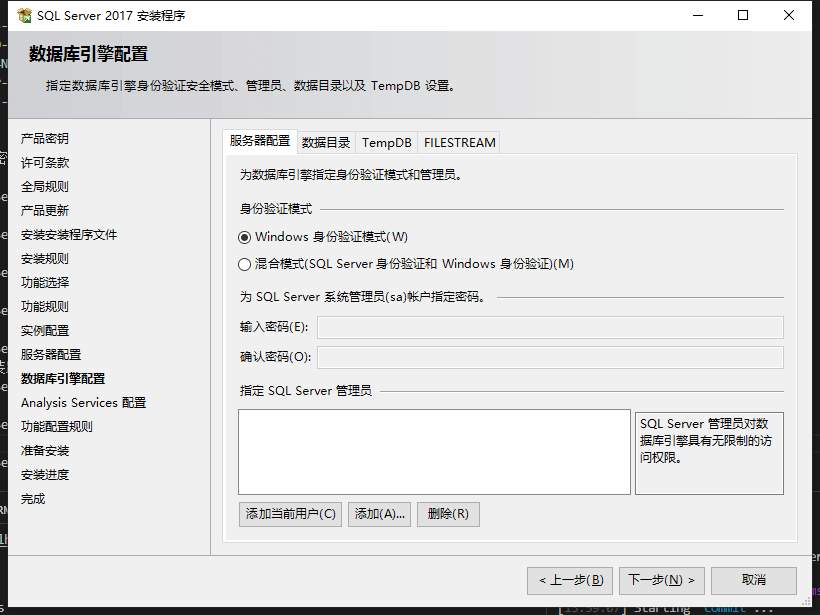 SQL Server 2017 安装程序
数据库引擎配置
指定数据库引擎身份验证安全模式、管理员、数据目录以及 TempDB 设置。
产品密钥
许可条款
全局规则
产品更新
安装安装程序文件
安装规则
功能选择
功能规则
实例配置
服务器配置
数据库引擎配置
Analysis Services 配置
功能配置规则
准备安装
安装进度
完成
服务器配置 数据目录 TempDB FILESTREAM
为数据库引擎指定身份验证模式和管理员。
身份验证模式
Windows 身份验证模式(W)
混合模式(SQL Server 身份验证和 Windows 身份验证)(M)
为 SQL Server 系统管理员(sa)帐户指定密码。
输入密码(E):
确认密码(O):
指定 SQL Server 管理员
SQL Server 管理员对数
据库引擎具有无限制的访
问权限。
添加当前用户(C) 添加(A)... 删除(R)
< 上一步(B) 下一步(N) > 取消
Starting